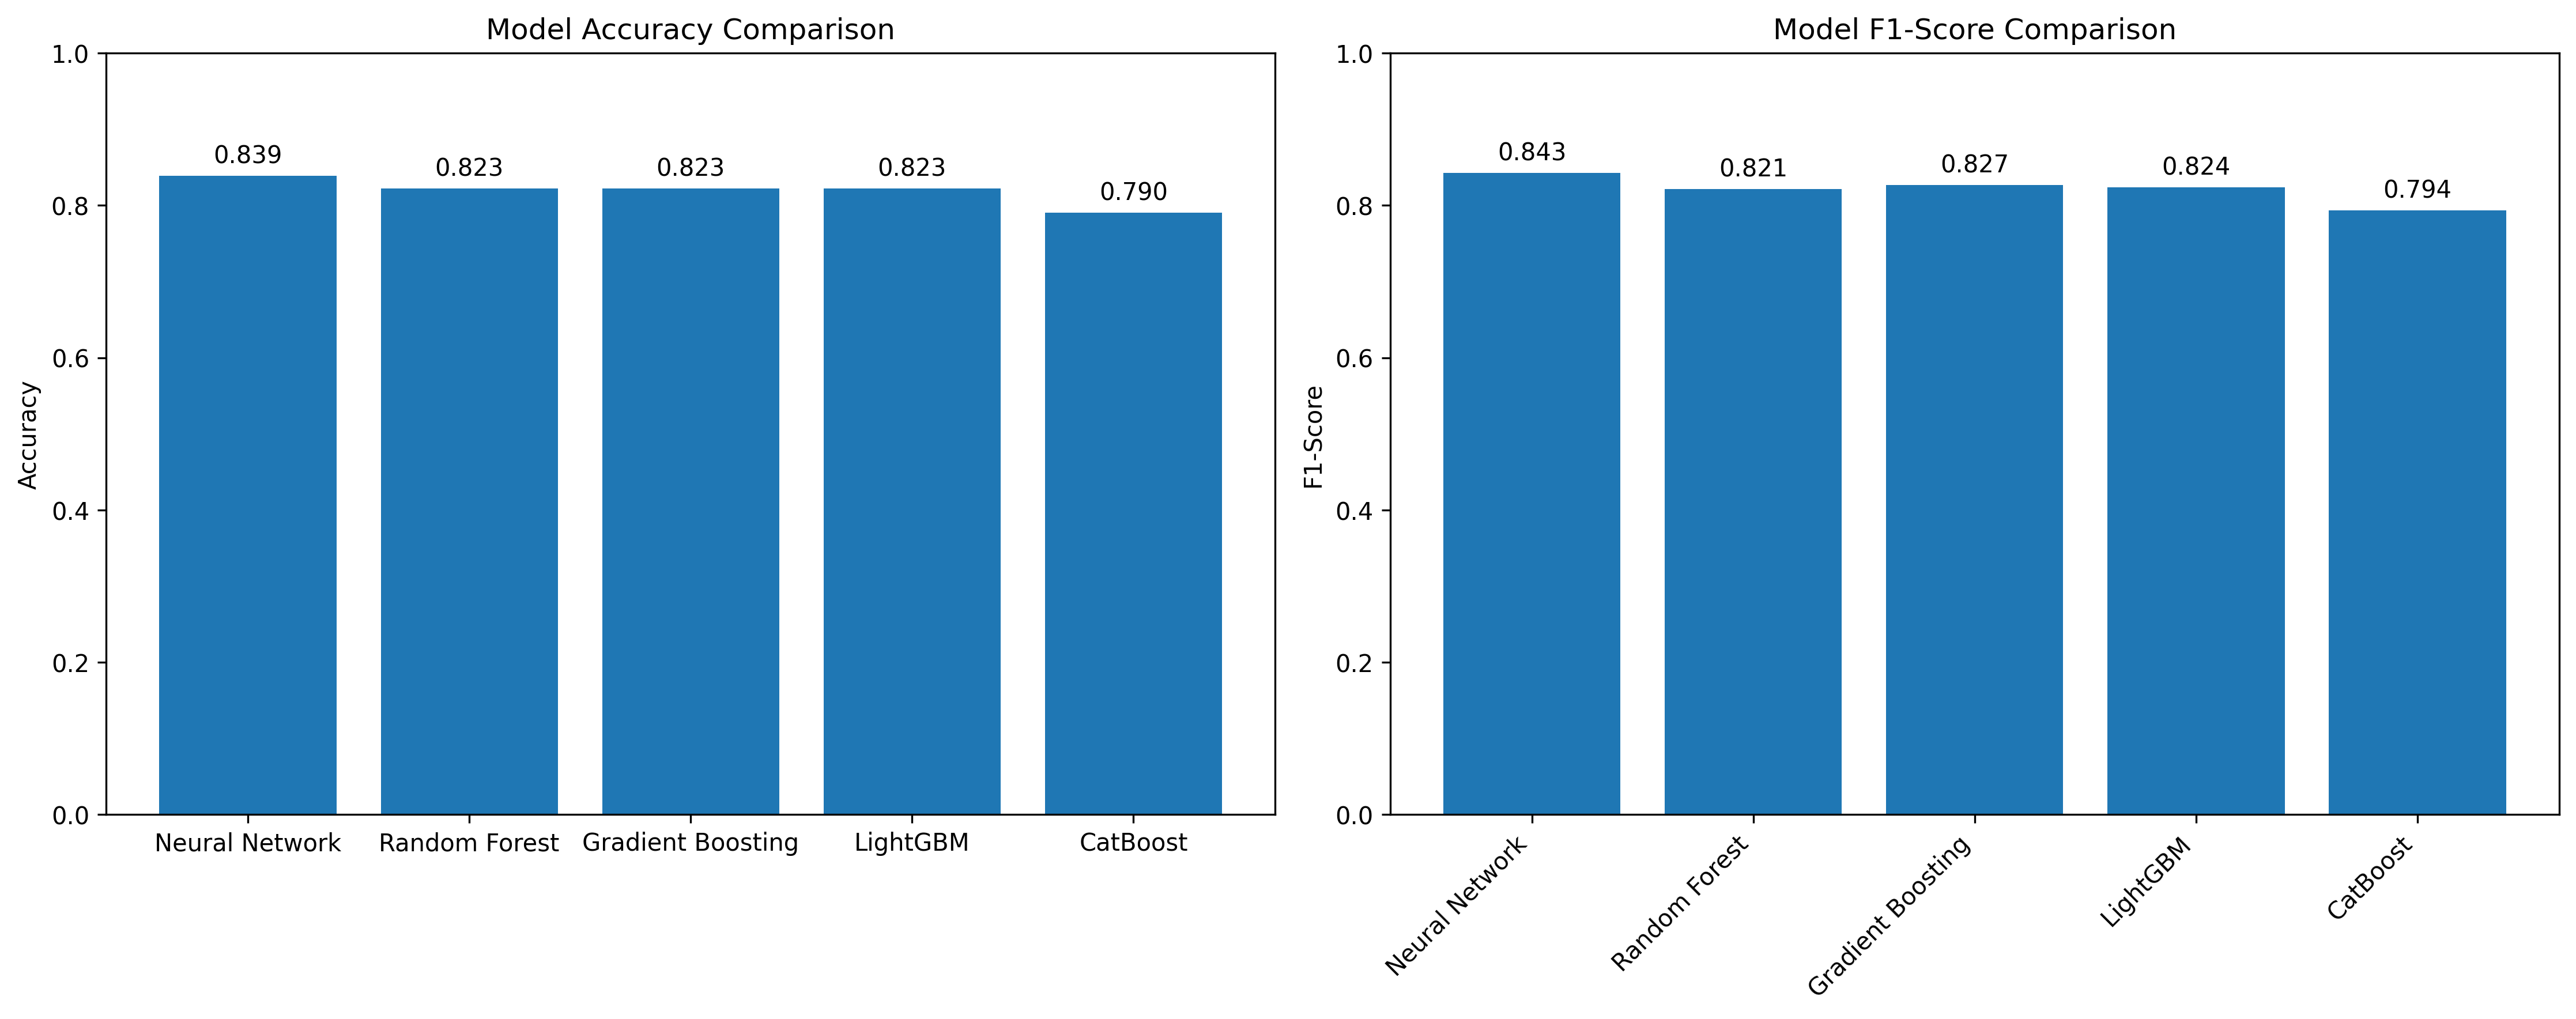 Model Accuracy Comparison
Accuracy
1.0
0.8
0.6
0.4
0.2
0.0
0.839
0.823
0.823
0.823
0.790
Neural Network
Random Forest
Gradient Boosting
LightGBM
CatBoost
Model F1-Score Comparison
F1-Score
1.0
0.8
0.6
0.4
0.2
0.0
0.843
0.821
0.827
0.824
0.794
Neural Network
Random Forest
Gradient Boosting
LightGBM
CatBoost